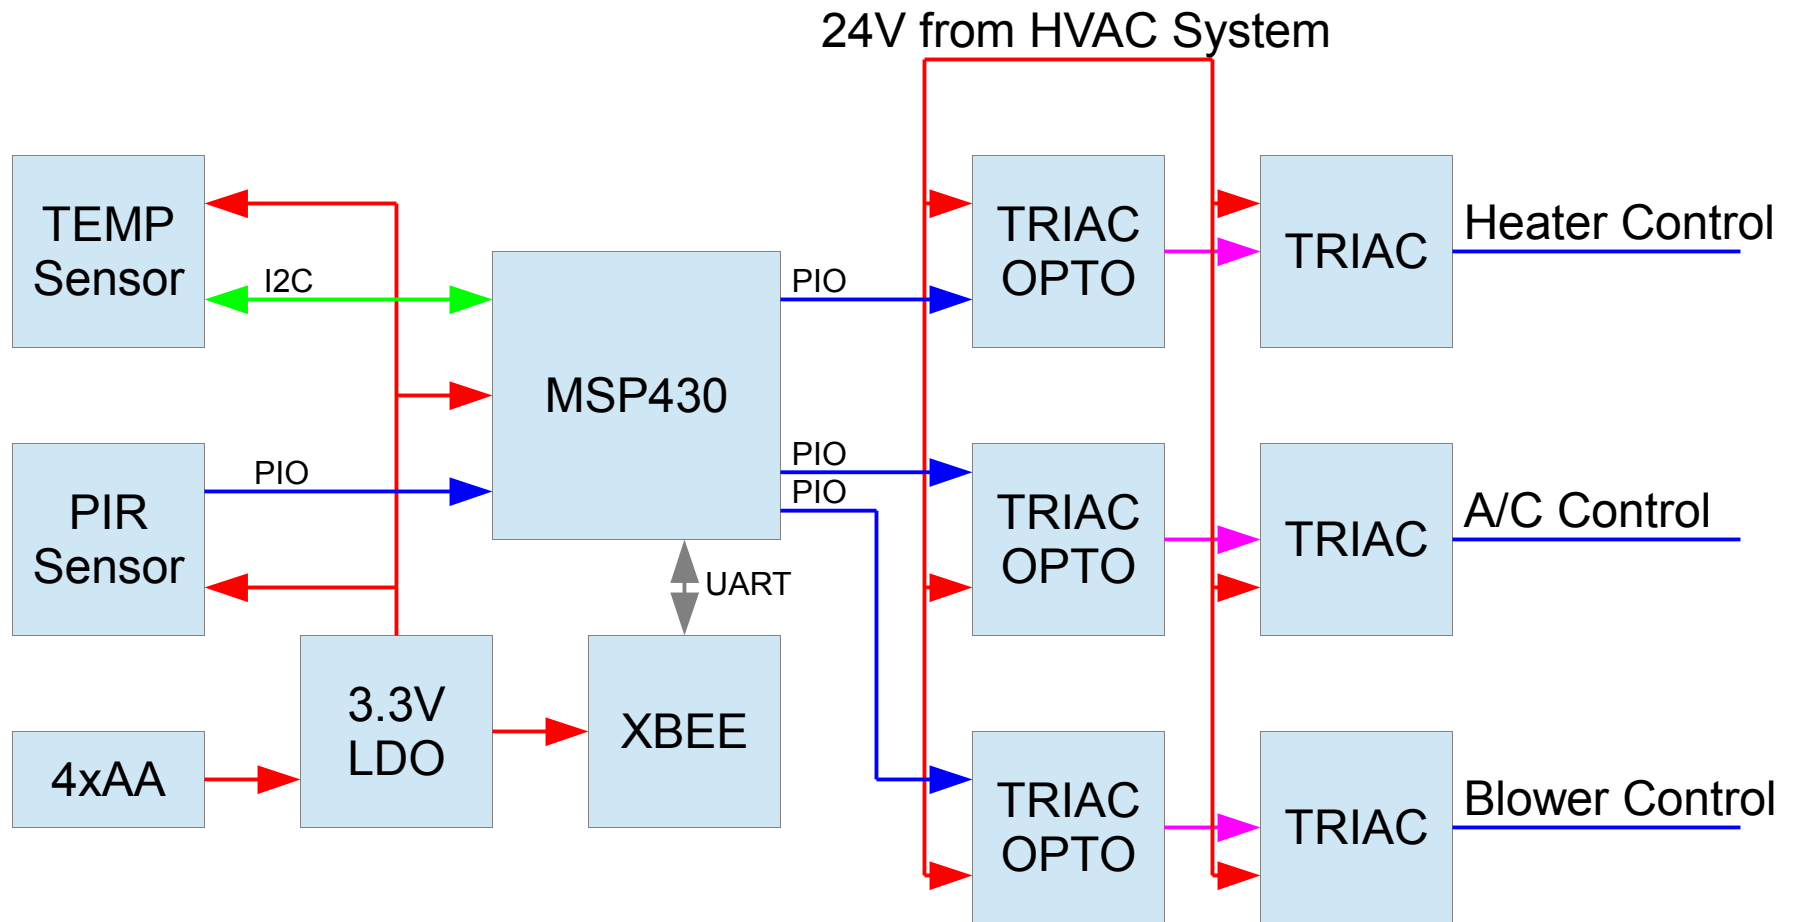 24V from HVAC System
TEMP
Sensor
I2C
MSP430
PIO
TRIAC
OPTO
TRIAC
Heater Control
PIR
Sensor
PIO
PIO
PIO
TRIAC
OPTO
TRIAC
A/C Control
UART
4xAA
3.3V
LDO
XBEE
TRIAC
OPTO
TRIAC
Blower Control